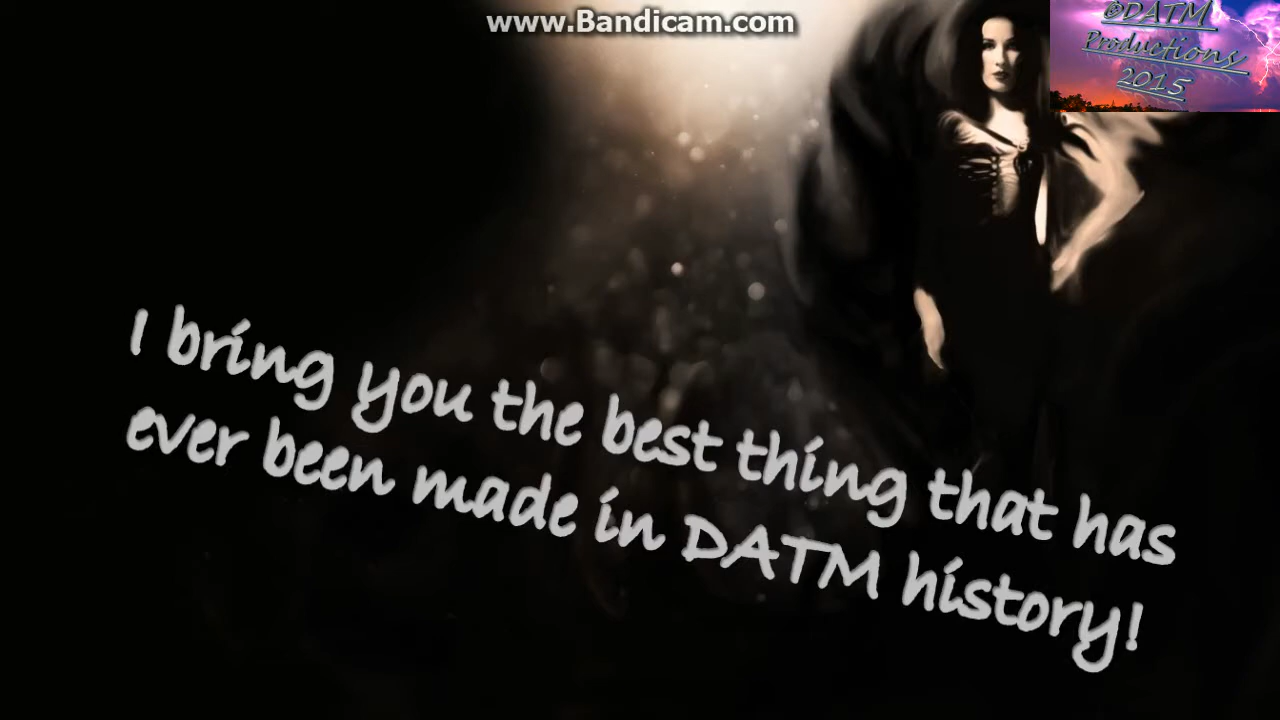 www.Bandicam.com
©DATM
Productions
2015
I bring you the best thing that has
ever been made in DATM history!